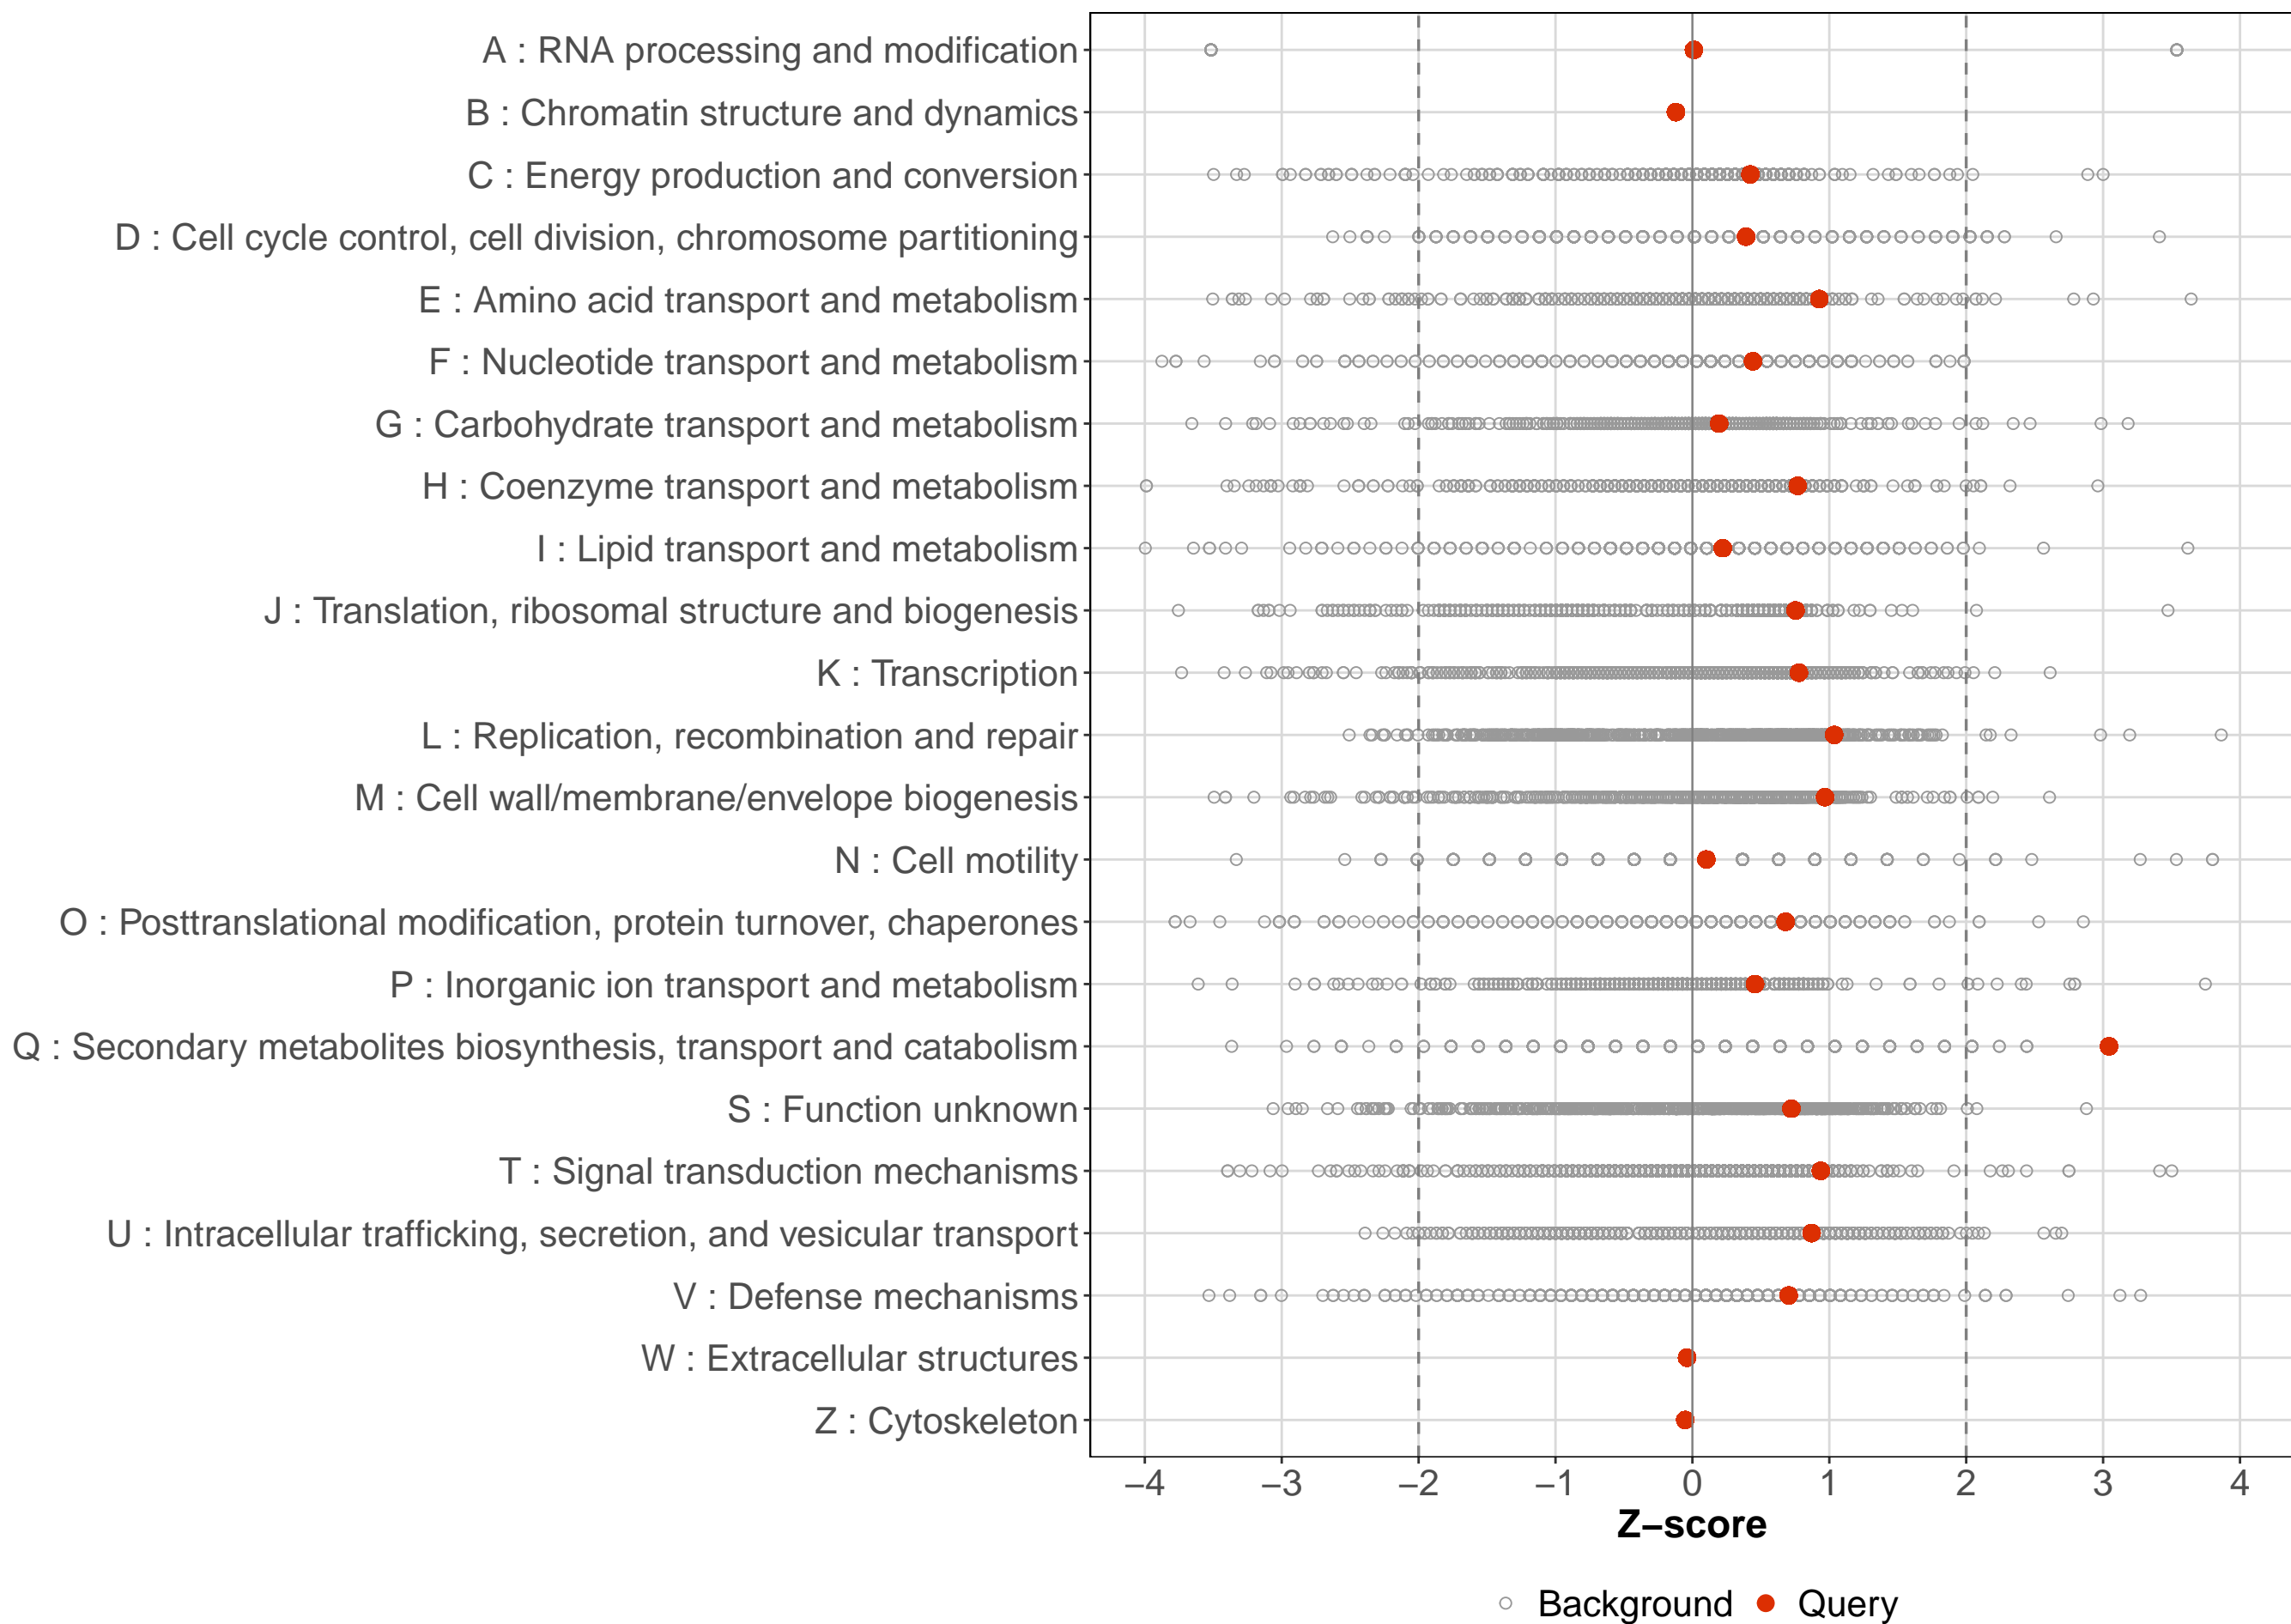 A : RNA processing and modification
B : Chromatin structure and dynamics
C : Energy production and conversion
D : Cell cycle control, cell division, chromosome partitioning
E : Amino acid transport and metabolism
F : Nucleotide transport and metabolism
G : Carbohydrate transport and metabolism
H : Coenzyme transport and metabolism
I : Lipid transport and metabolism
J : Translation, ribosomal structure and biogenesis
K : Transcription
L : Replication, recombination and repair
M : Cell wall/membrane/envelope biogenesis
N : Cell motility
O : Posttranslational modification, protein turnover, chaperones
P : Inorganic ion transport and metabolism
Q : Secondary metabolites biosynthesis, transport and catabolism
S : Function unknown
T : Signal transduction mechanisms
U : Intracellular trafficking, secretion, and vesicular transport
V : Defense mechanisms
W : Extracellular structures
Z : Cytoskeleton
−4 −3 −2 −1 0 1 2 3 4
Z−score
Background Query